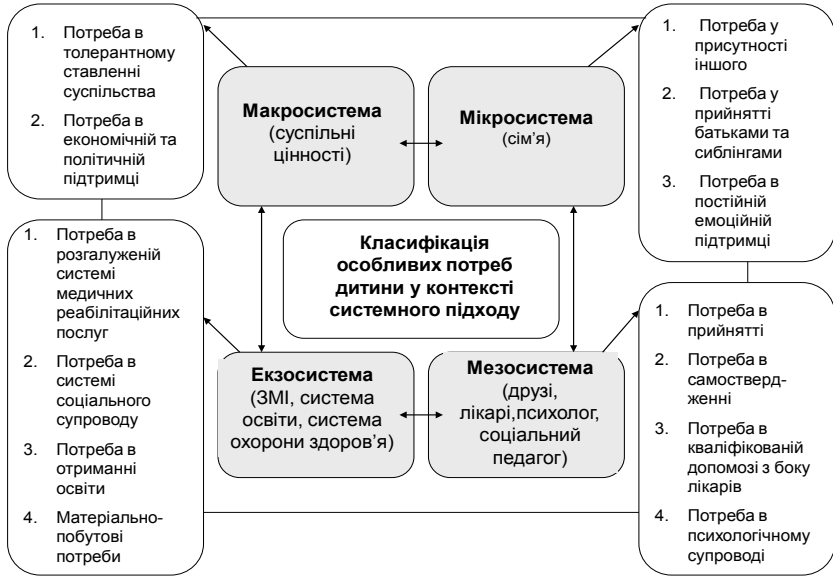 1. Потреба в
толерантному
ставленні
суспільства
2. Потреба в
економічній та
політичній
підтримці
Макросистема
(суспільні
цінності)
Мікросистема
(сім'я)
1. Потреба у
присутності
іншого
2. Потреба у
прийнятті
батьками та
сиблінгами
3. Потреба в
постійній
емоційній
підтримці
Класифікація
особливих потреб
дитини у контексті
системного підходу
1. Потреба в
розгалуженій
системі
медичних
реабілітаційних
послуг
2. Потреба в
системі
соціального
супроводу
3. Потреба в
отриманні
освіти
4. Матеріально-
побутові
потреби
Екзосистема
(ЗМІ, система
освіти, система
охорони здоров'я)
Мезосистема
(друзі,
лікарі,психолог,
соціальний
педагог)
1. Потреба в
прийнятті
2. Потреба в
самостверд-
женні
3. Потреба в
кваліфікованій
допомозі з боку
лікарів
4. Потреба в
психологічному
супроводі